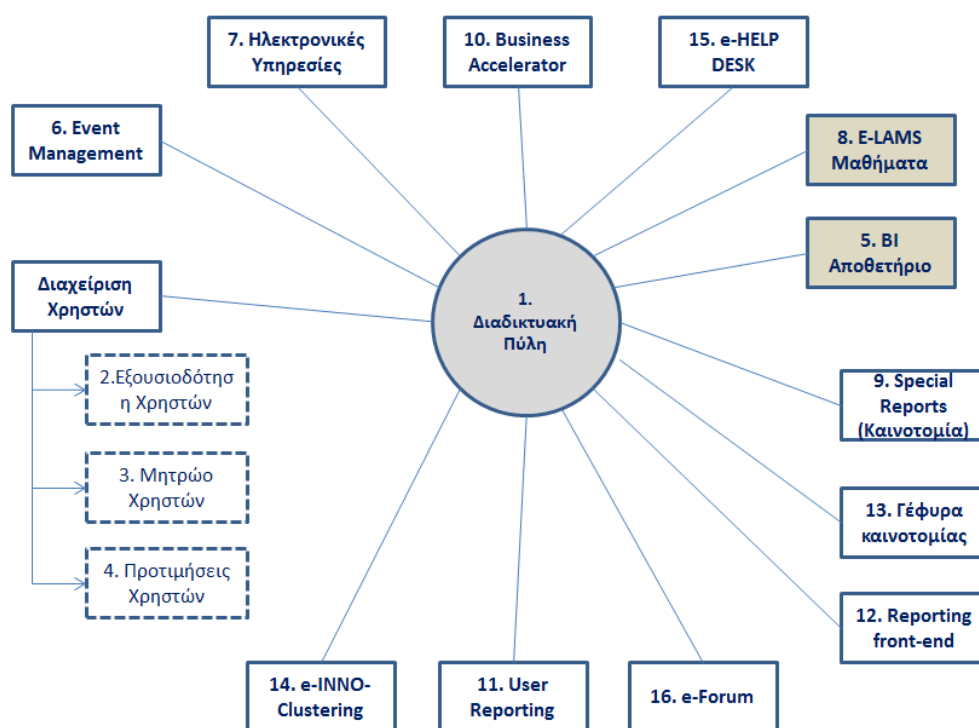 7. Ηλεκτρονικές
Υπηρεσίες
10. Business
Accelerator
15. e-HELP
DESK
6. Event
Management
8. E-LAMS
Μαθήματα
5. BI
Αποθετήριο
Διαχείριση
Χρηστών
1.
Διαδικτυακή
Πύλη
2.Εξουσιοδότησ
η Χρηστών
9. Special
Reports
(Καινοτομία)
3. Μητρώο
Χρηστών
13. Γέφυρα
καινοτομίας
4. Προτιμήσεις
Χρηστών
12. Reporting
front-end
14. e-INNO-
Clustering
11. User
Reporting
16. e-Forum